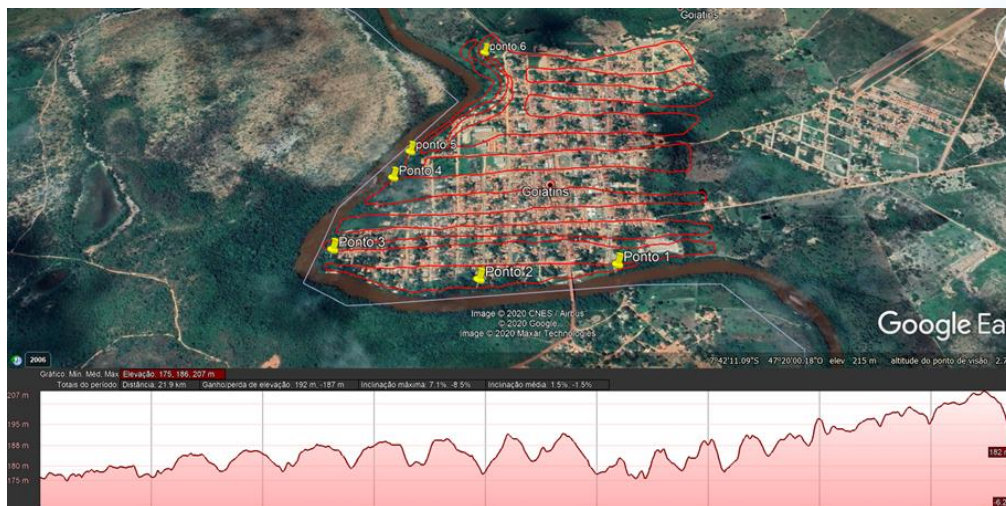 Goiatins
ponto 6
ponto 5
Ponto 4
Goiatins
Ponto 3
Ponto 1
Ponto 2
Image © 2020 CNES / Airbus
© 2020 Google
Image © 2020 Maxar Technologies
Google Ea
2006
7°42'11.09"S 47°20'00.18"O elev 215 m altitude do ponto de visão 2.7
Gráfico: Min, Méd, Máx Elevação: 175, 186, 207 m
Totais do período: Distância: 21.9 km Ganho/perda de elevação: 192 m, -187 m Inclinação máxima: 7.1%, -8.5% Inclinação média: 1.5%, -1.5%
207 m
195 m
188 m
180 m
175 m
182 m